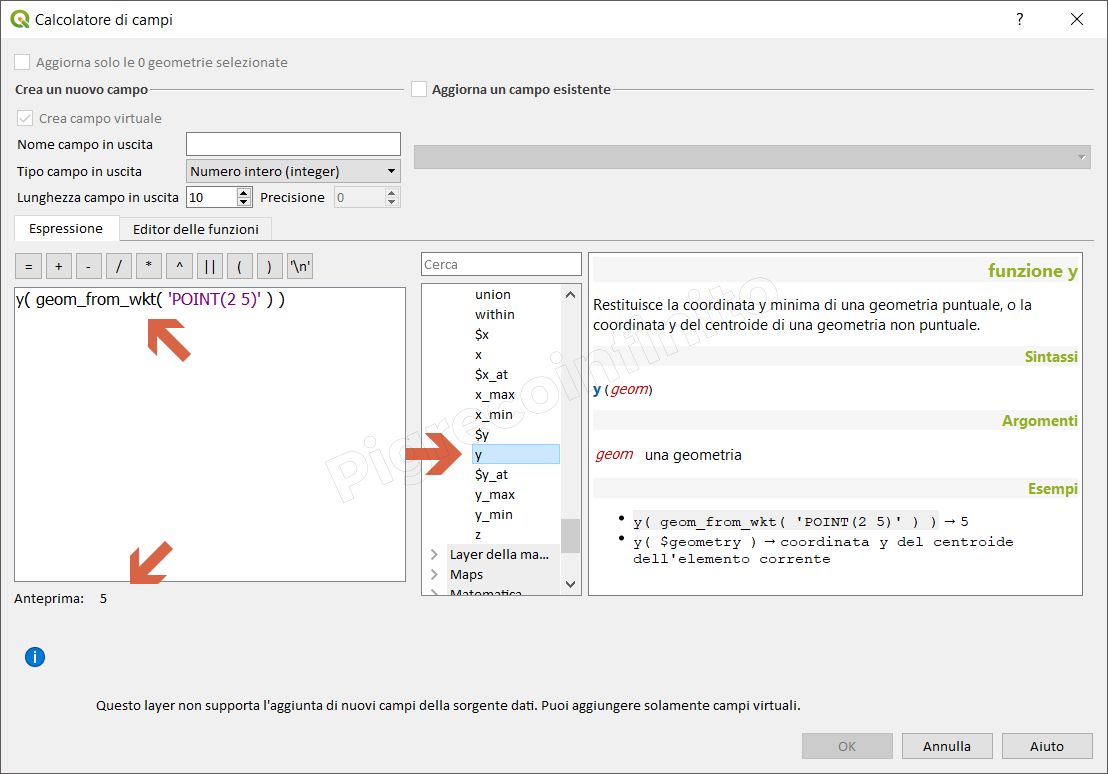 Calcolatore di campi
?
Aggiorna solo le 0 geometrie selezionate
Crea un nuovo campo
Aggiorna un campo esistente
Crea campo virtuale
Nome campo in uscita
Tipo campo in uscita
Numero intero (integer)
Lunghezza campo in uscita
10
Precisione
0
Espressione
Editor delle funzioni
= + - / * ^ || ( ) '\n'
y( geom_from_wkt( 'POINT(2 5)' ) )
Anteprima: 5
Cerca
union
within
$x
x
$x_at
x_max
x_min
$y
y
$y_at
y_max
y_min
z
Layer della ma...
Maps
Matematica
funzione y
Restituisce la coordinata y minima di una geometria puntuale, o la
coordinata y del centroide di una geometria non puntuale.
Sintassi
y (geom)
Argomenti
geom una geometria
Esempi
• y( geom_from_wkt( 'POINT(2 5)' ) ) → 5
• y( $geometry ) → coordinata y del centroide
dell'elemento corrente
Pigrecoinfinito
i
Questo layer non supporta l'aggiunta di nuovi campi della sorgente dati. Puoi aggiungere solamente campi virtuali.
OK
Annulla
Aiuto